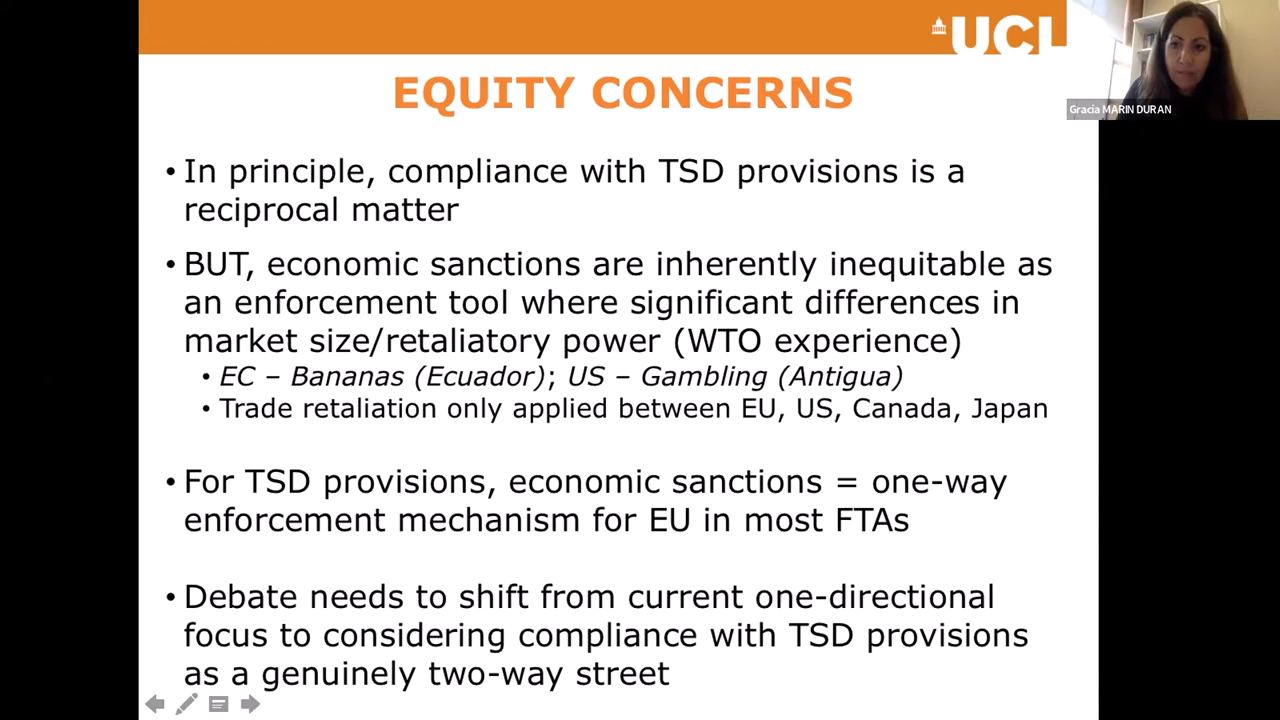 UCL
Gracia MARIN DURAN
EQUITY CONCERNS
• In principle, compliance with TSD provisions is a
reciprocal matter
• BUT, economic sanctions are inherently inequitable as
an enforcement tool where significant differences in
market size/retaliatory power (WTO experience)
• EC – Bananas (Ecuador); US – Gambling (Antigua)
• Trade retaliation only applied between EU, US, Canada, Japan
• For TSD provisions, economic sanctions = one-way
enforcement mechanism for EU in most FTAs
• Debate needs to shift from current one-directional
focus to considering compliance with TSD provisions
as a genuinely two-way street